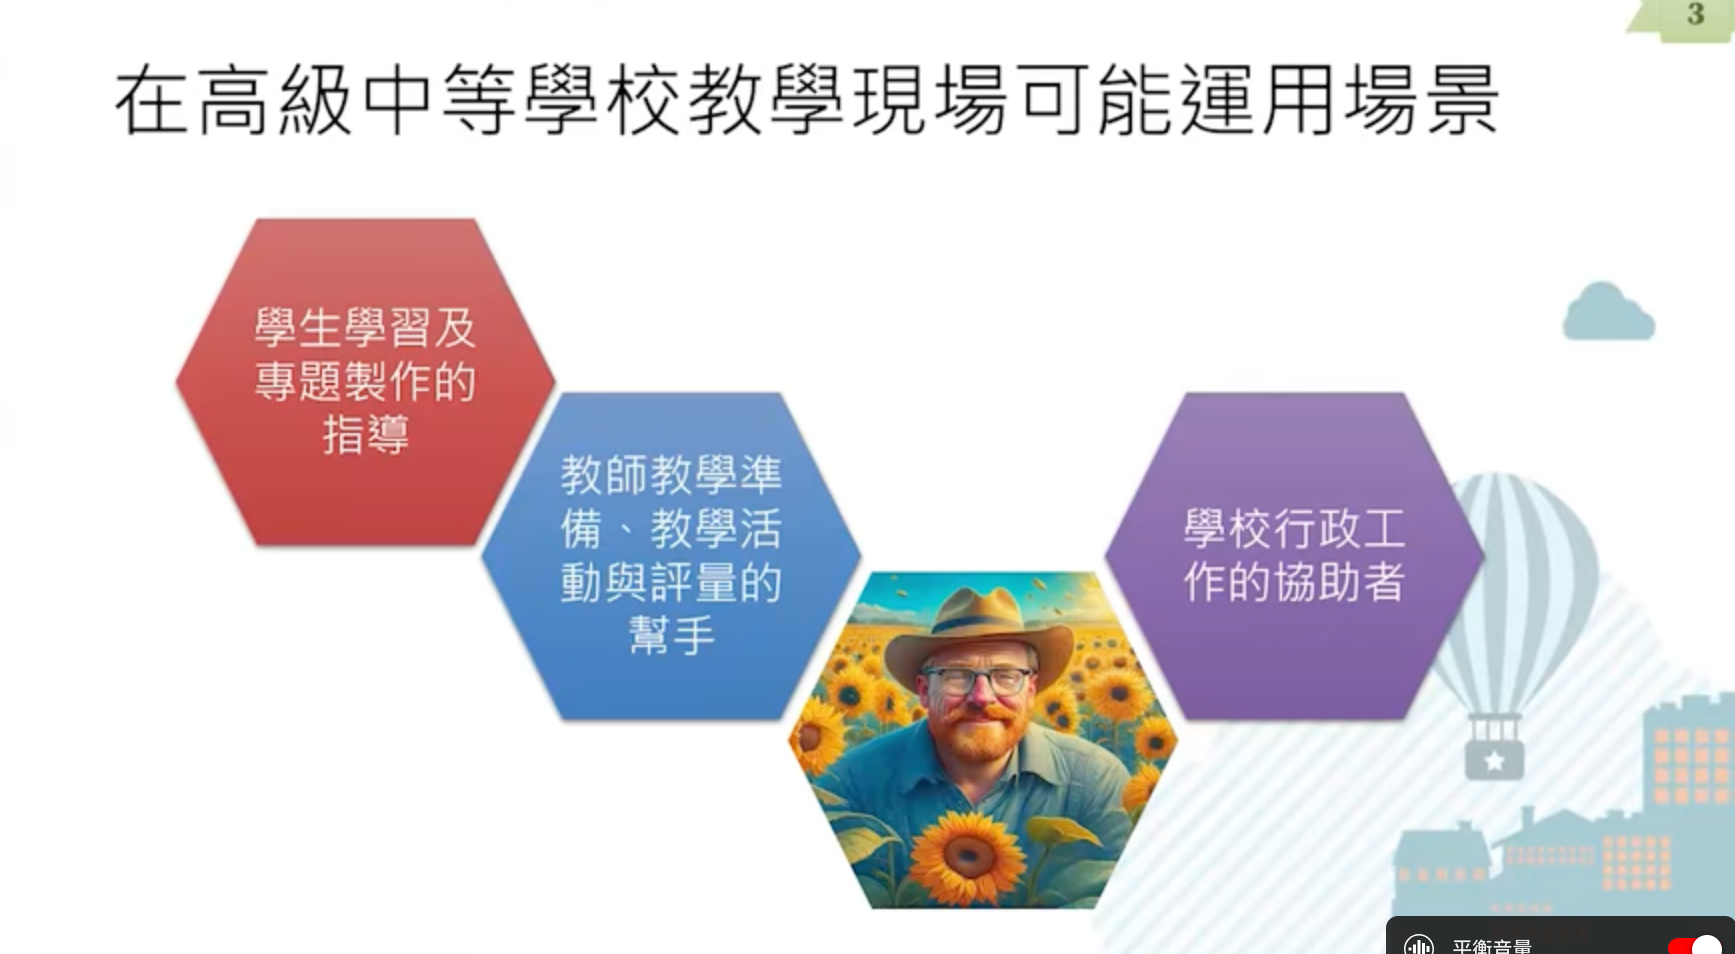 3
在高級中等學校教學現場可能運用場景
學生學習及
專題製作的
指導
教師教學準
備、教學活
動與評量的
幫手
學校行政工
作的協助者
平衡音量